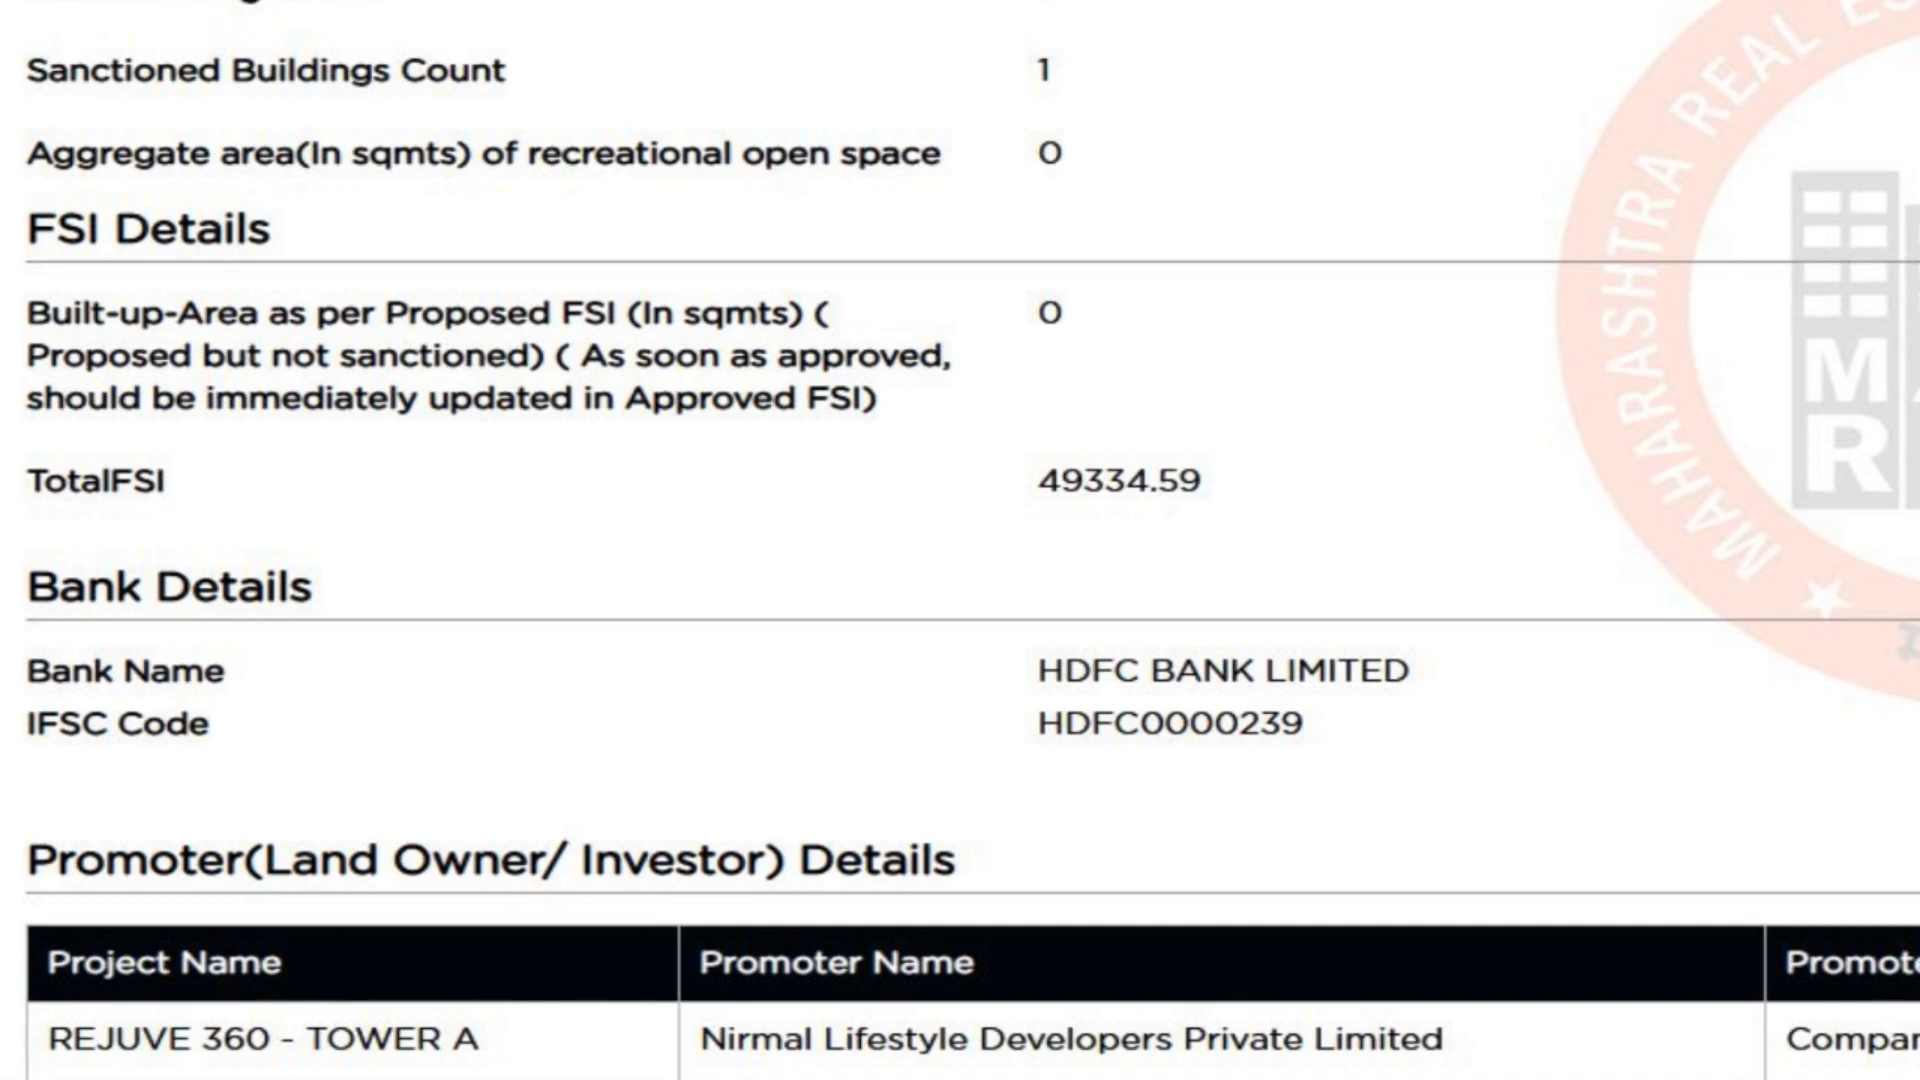 Sanctioned Buildings Count 1
Aggregate area(In sqmts) of recreational open space 0
FSI Details
Built-up-Area as per Proposed FSI (In sqmts) ( 0
Proposed but not sanctioned) ( As soon as approved,
should be immediately updated in Approved FSI)
TotalFSI 49334.59
Bank Details
Bank Name HDFC BANK LIMITED
IFSC Code HDFC0000239
Promoter(Land Owner/ Investor) Details
Project Name Promoter Name Promote
REJUVE 360 - TOWER A Nirmal Lifestyle Developers Private Limited Compan
MAHARASHTRA REAL ES
M
R